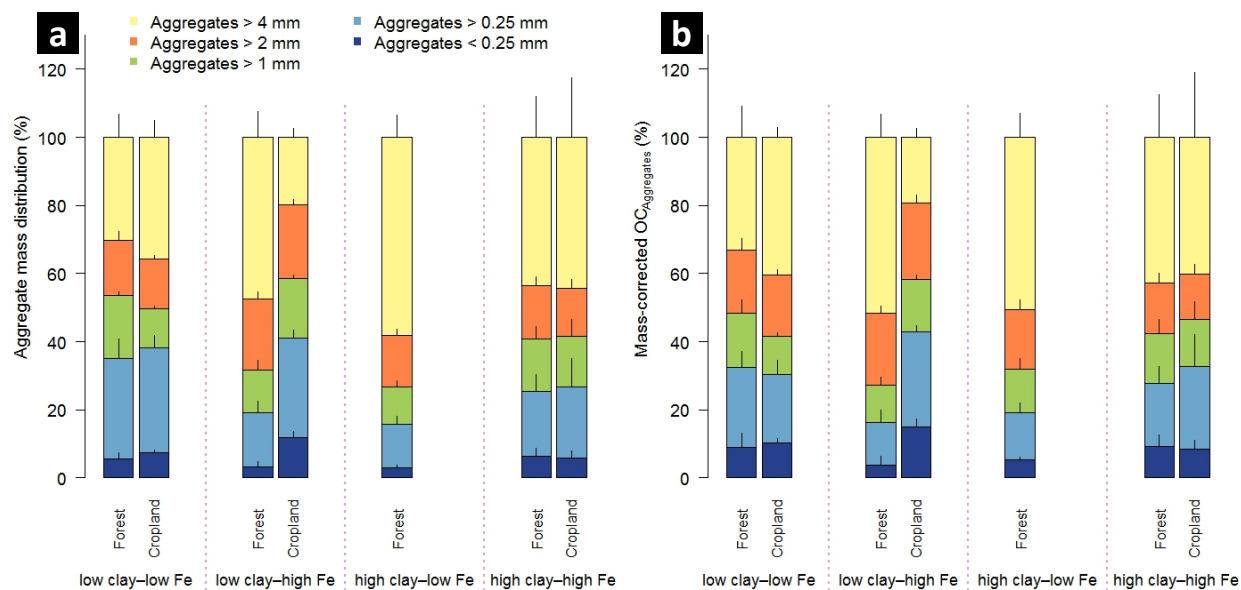 a
Aggregates > 4 mm
Aggregates > 2 mm
Aggregates > 1 mm
Aggregates > 0.25 mm
Aggregates < 0.25 mm
Aggregate mass distribution (%)
120
100
80
60
40
20
0
Forest
Cropland
Forest
Cropland
Forest
Forest
Cropland
low clay–low Fe
low clay–high Fe
high clay–low Fe
high clay–high Fe
b
Mass-corrected OCAggregates (%)
120
100
80
60
40
20
0
Forest
Cropland
Forest
Cropland
Forest
Forest
Cropland
low clay–low Fe
low clay–high Fe
high clay–low Fe
high clay–high Fe